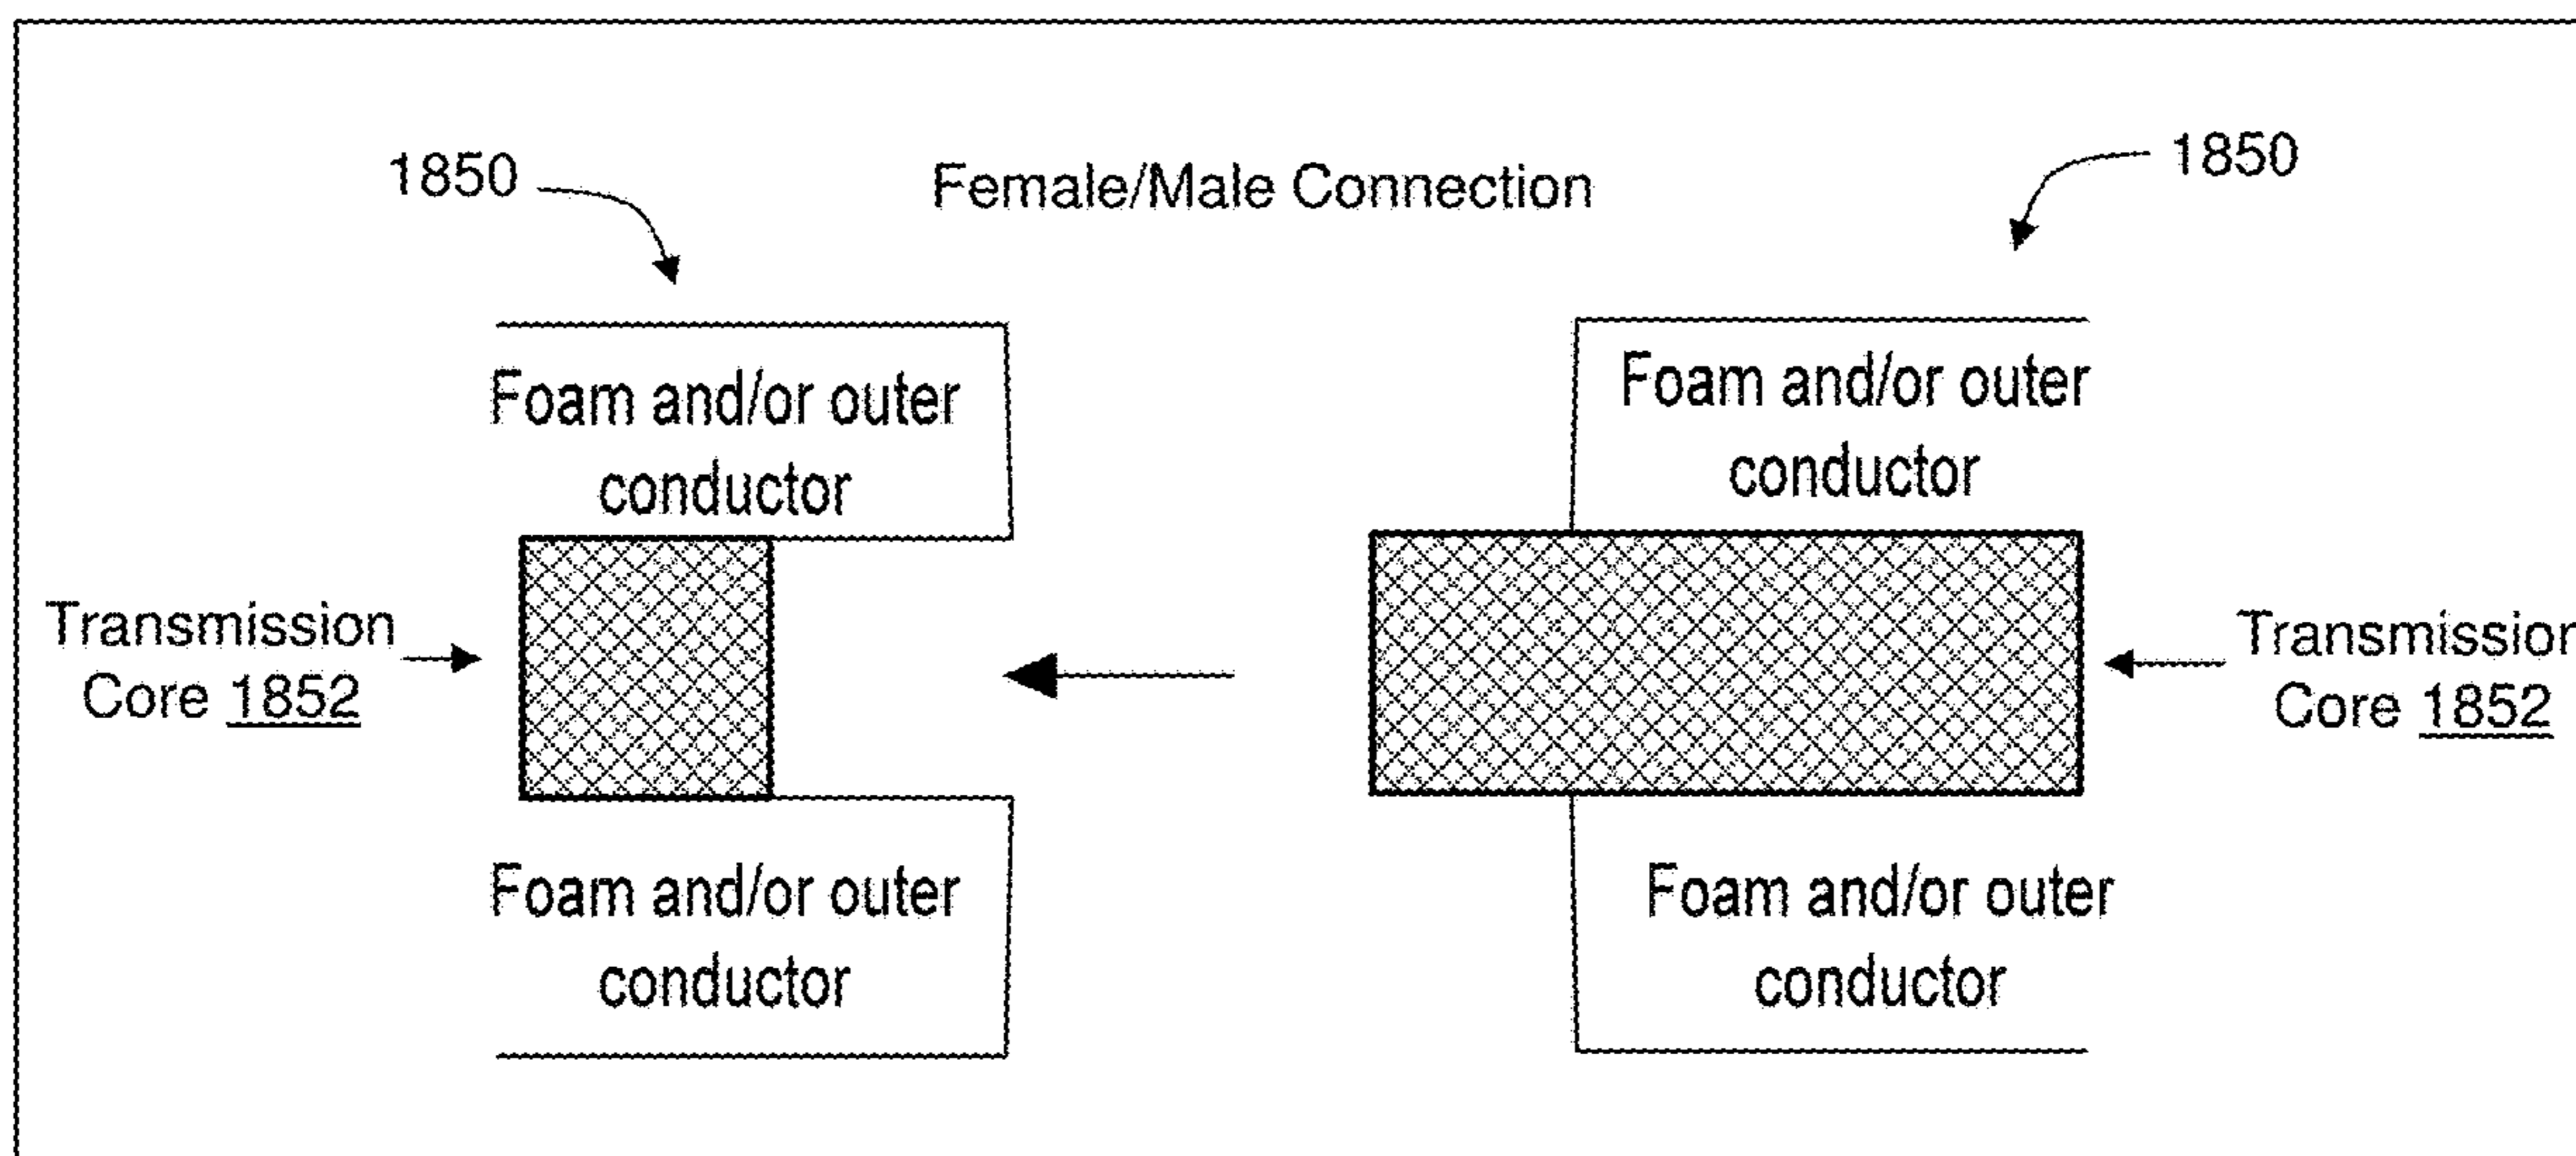 1850
Female/Male Connection
1850
Foam and/or outer
conductor
Foam and/or outer
conductor
Transmission
Core 1852
Transmission
Core 1852
Foam and/or outer
conductor
Foam and/or outer
conductor